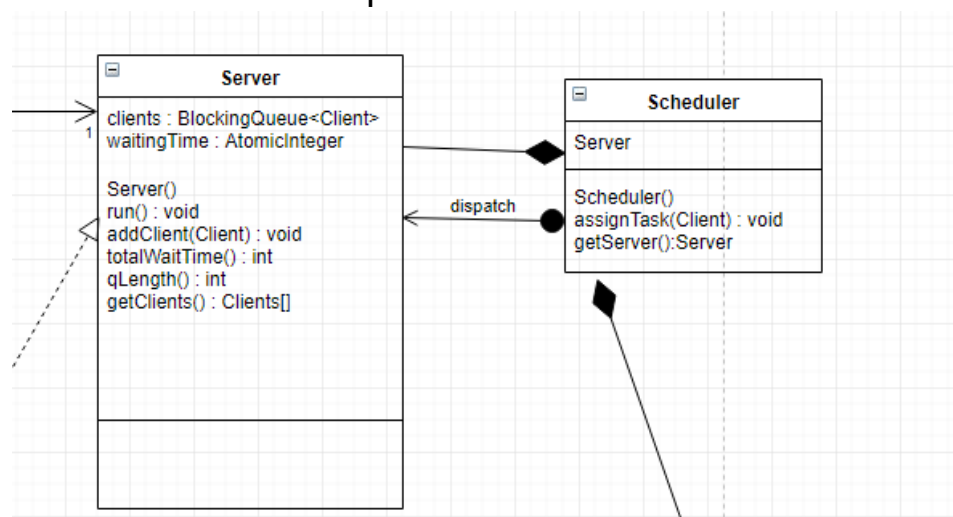 Server
clients : BlockingQueue<Client>
waitingTime : AtomicInteger
Server()
run() : void
addClient(Client) : void
totalWaitTime() : int
qLength() : int
getClients() : Clients[]
1
dispatch
Scheduler
Server
Scheduler()
assignTask(Client) : void
getServer():Server